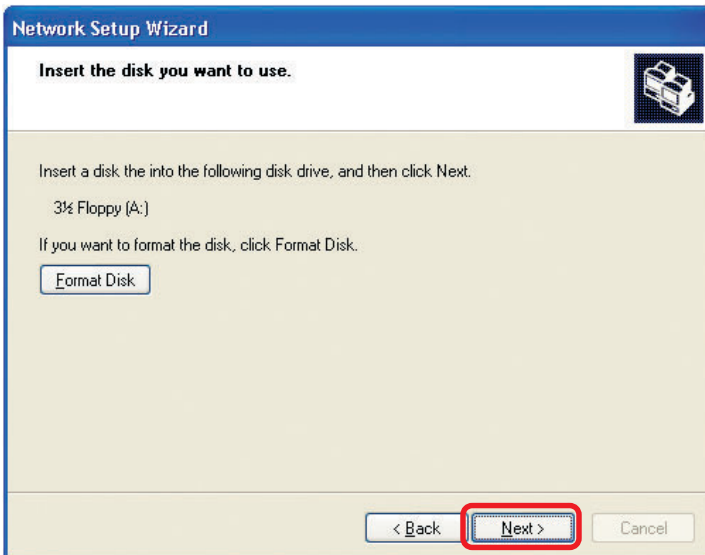 Network Setup Wizard
Insert the disk you want to use.
Insert a disk the into the following disk drive, and then click Next.
3½ Floppy (A:)
If you want to format the disk, click Format Disk.
Format Disk
< Back Next > Cancel